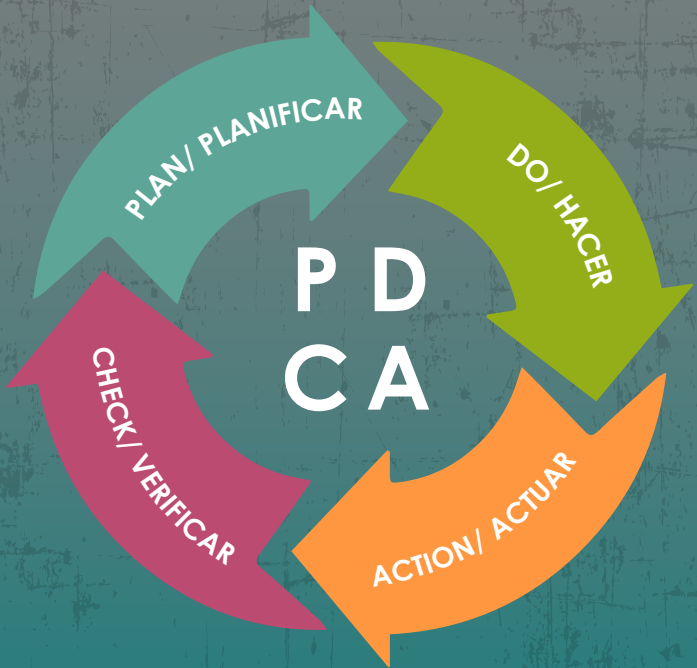 PLAN/ PLANIFICAR
DO/ HACER
P D
C A
CHECK/ VERIFICAR
ACTION/ ACTUAR